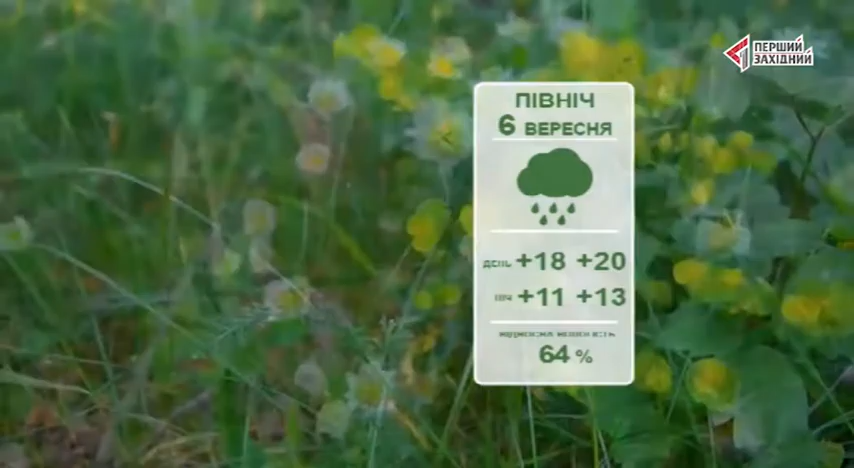 ПЕРШИЙ
ЗАХІДНИЙ
ПІВНІЧ
6 ВЕРЕСНЯ
ДЕНЬ +18 +20
НІЧ +11 +13
ВІДНОСНА ВОЛОГІСТЬ
64 %